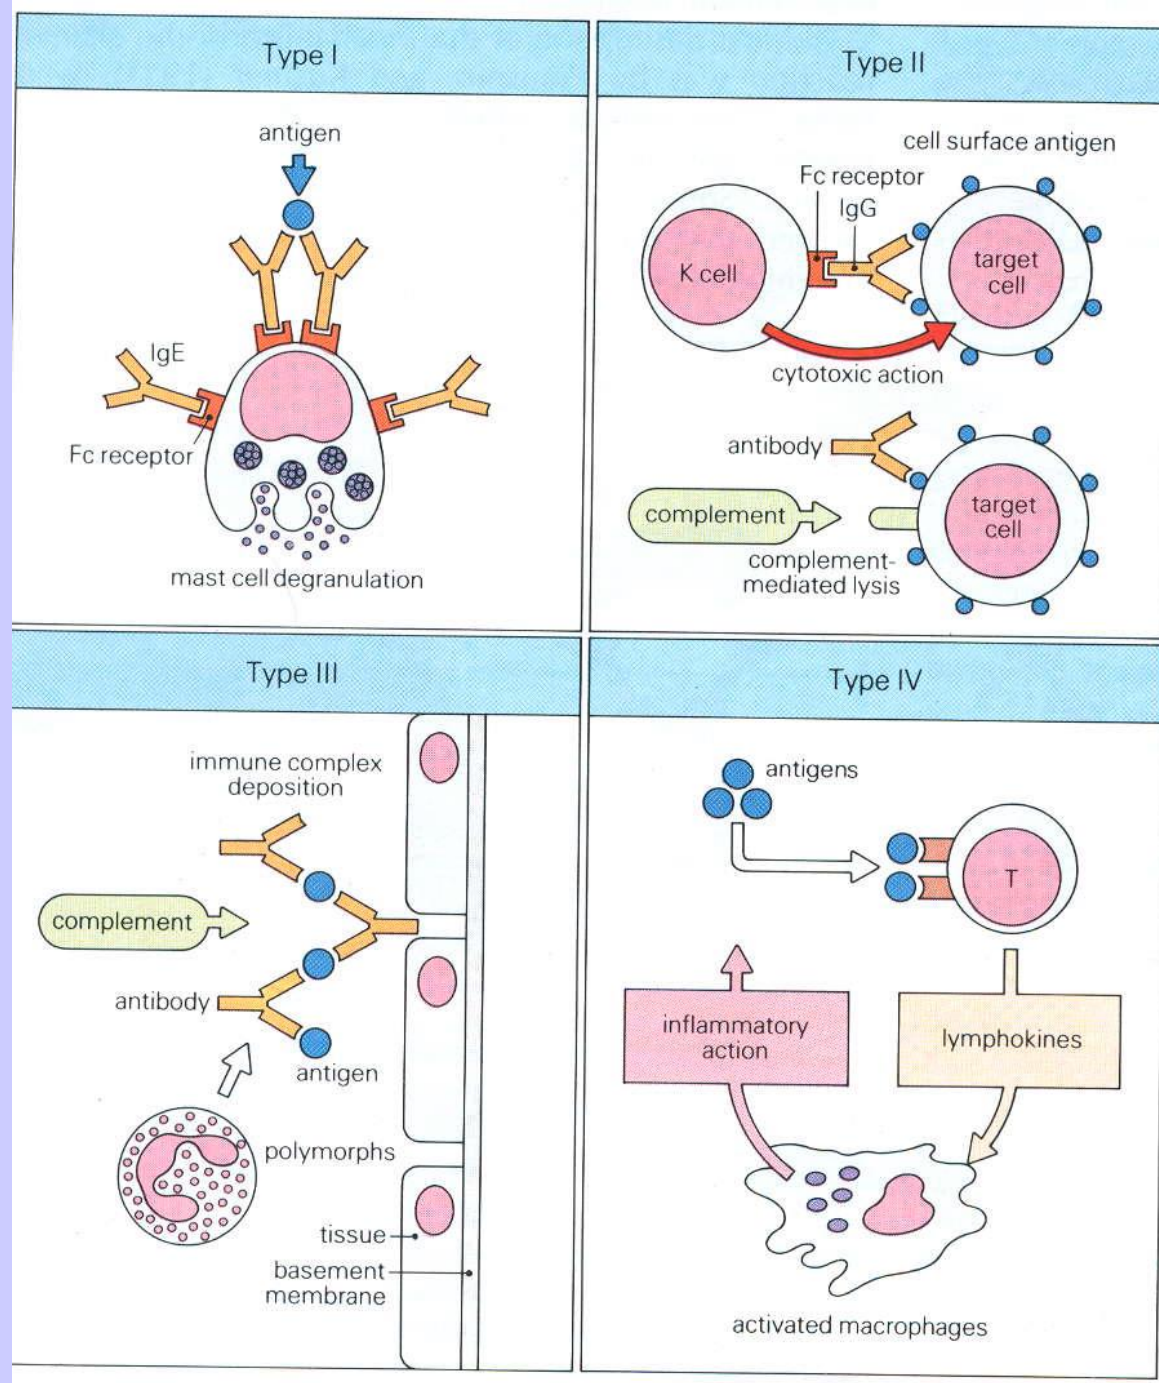 Type I
antigen
IgE
Fc receptor
mast cell degranulation
Type II
cell surface antigen
Fc receptor
IgG
K cell
target
cell
cytotoxic action
antibody
complement
target
cell
complement-
mediated lysis
Type III
immune complex
deposition
complement
antibody
antigen
polymorphs
tissue
basement
membrane
Type IV
antigens
T
inflammatory
action
lymphokines
activated macrophages